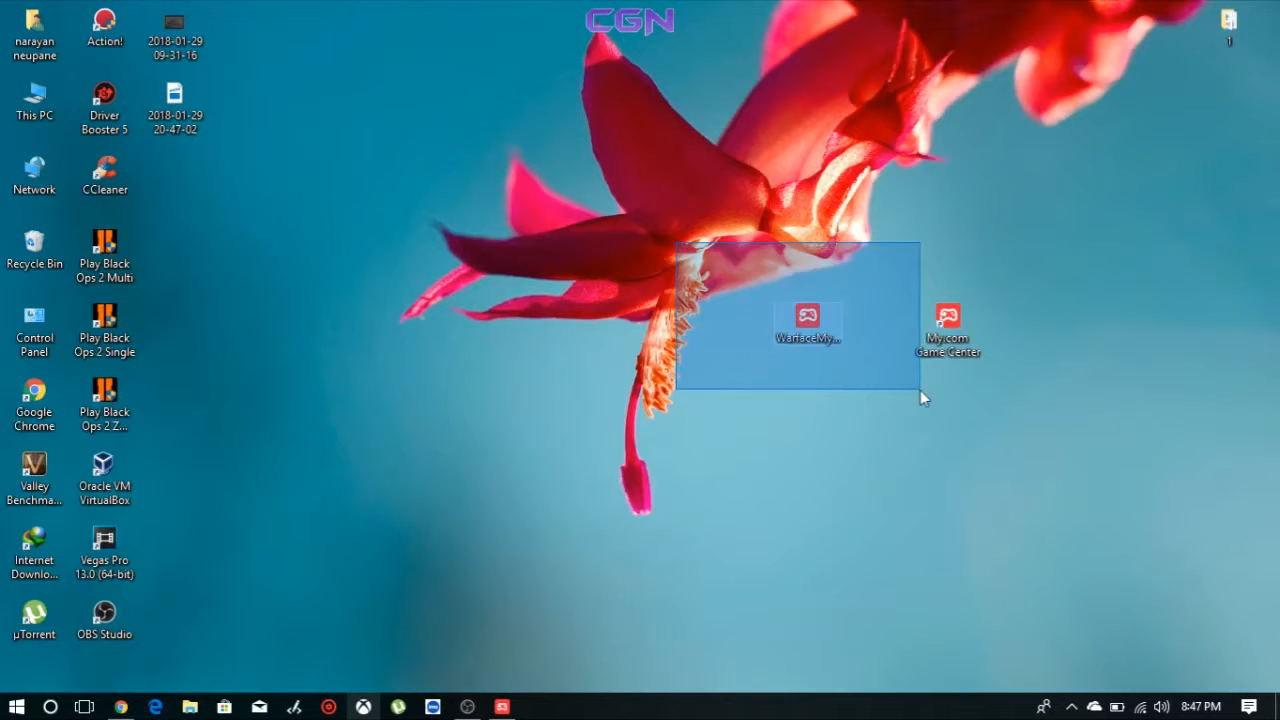 CGN
narayan
neupane
Action!
2018-01-29
09-31-16
1
This PC
Driver
Booster 5
2018-01-29
20-47-02
Network
CCleaner
Recycle Bin
Play Black
Ops 2 Multi
Control
Panel
Play Black
Ops 2 Single
WarfaceMy...
My.com
Game Center
Google
Chrome
Play Black
Ops 2 Z...
Valley
Benchma...
Oracle VM
VirtualBox
Internet
Downlo...
Vegas Pro
13.0 (64-bit)
µTorrent
OBS Studio
8:47 PM